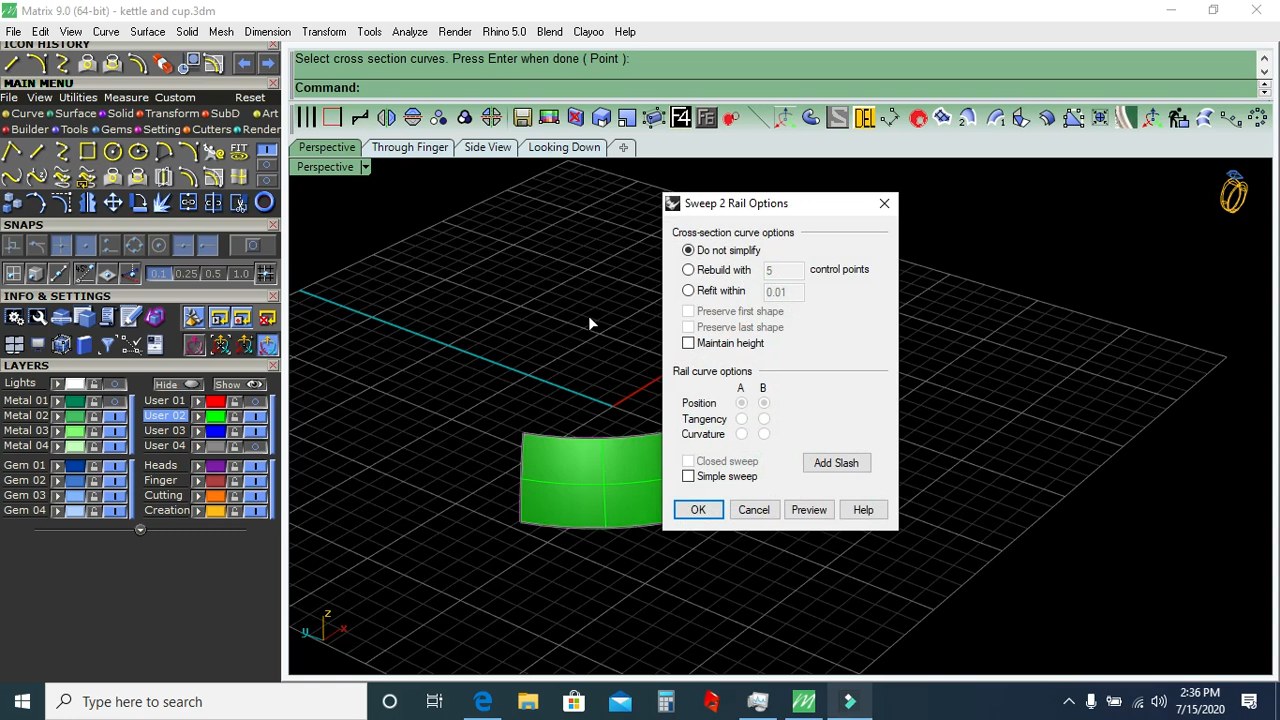 Matrix 9.0 (64-bit) - kettle and cup.3dm
File Edit View Curve Surface Solid Mesh Dimension Transform Tools Analyze Render Rhino 5.0 Blend Clayoo Help
ICON HISTORY
Select cross section curves. Press Enter when done ( Point ):
Command:
MAIN MENU
File View Utilities Measure Custom Reset
Curve Surface Solid Transform SubD Art
Builder Tools Gems Setting Cutters Render
F4
DEL
FIT
Perspective Through Finger Side View Looking Down
Perspective
SNAPS
0.1 0.25 0.5 1.0
INFO & SETTINGS
LAYERS
Lights Hide Show
Metal 01 User 01
Metal 02 User 02
Metal 03 User 03
Metal 04 User 04
Gem 01 Heads
Gem 02 Finger
Gem 03 Cutting
Gem 04 Creation
Sweep 2 Rail Options
Cross-section curve options
Do not simplify
Rebuild with 5 control points
Refit within 0.01
Preserve first shape
Preserve last shape
Maintain height
Rail curve options
A B
Position
Tangency
Curvature
Closed sweep Add Slash
Simple sweep
OK Cancel Preview Help
z
y x
Type here to search
2:36 PM
7/15/2020